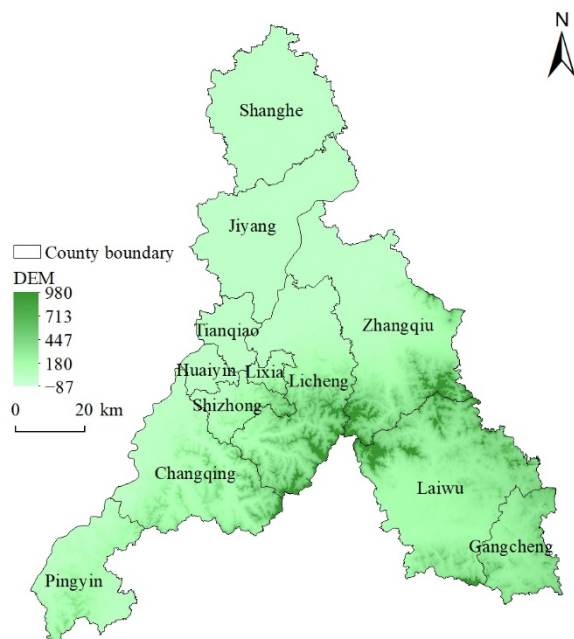 N
Shanghe
Jiyang
County boundary
DEM
980
713
447
180
−87
0 20 km
Zhangqiu
Tianqiao
Huaiyin
Lixia
Licheng
Shizhong
Changqing
Laiwu
Gangcheng
Pingyin